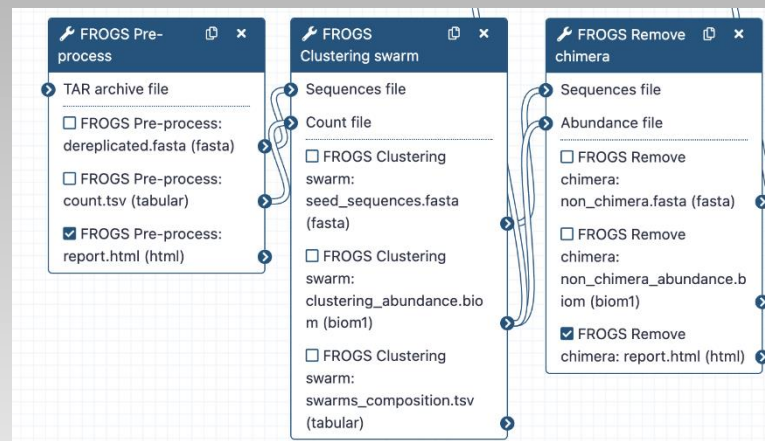 FROGS Pre-
process
TAR archive file
FROGS Pre-process:
dereplicated.fasta (fasta)
FROGS Pre-process:
count.tsv (tabular)
FROGS Pre-process:
report.html (html)
FROGS
Clustering swarm
Sequences file
Count file
FROGS Clustering
swarm:
seed_sequences.fasta
(fasta)
FROGS Clustering
swarm:
clustering_abundance.bio
m (biom1)
FROGS Clustering
swarm:
swarms_composition.tsv
(tabular)
FROGS Remove
chimera
Sequences file
Abundance file
FROGS Remove
chimera:
non_chimera.fasta (fasta)
FROGS Remove
chimera:
non_chimera_abundance.b
iom (biom1)
FROGS Remove
chimera: report.html (html)